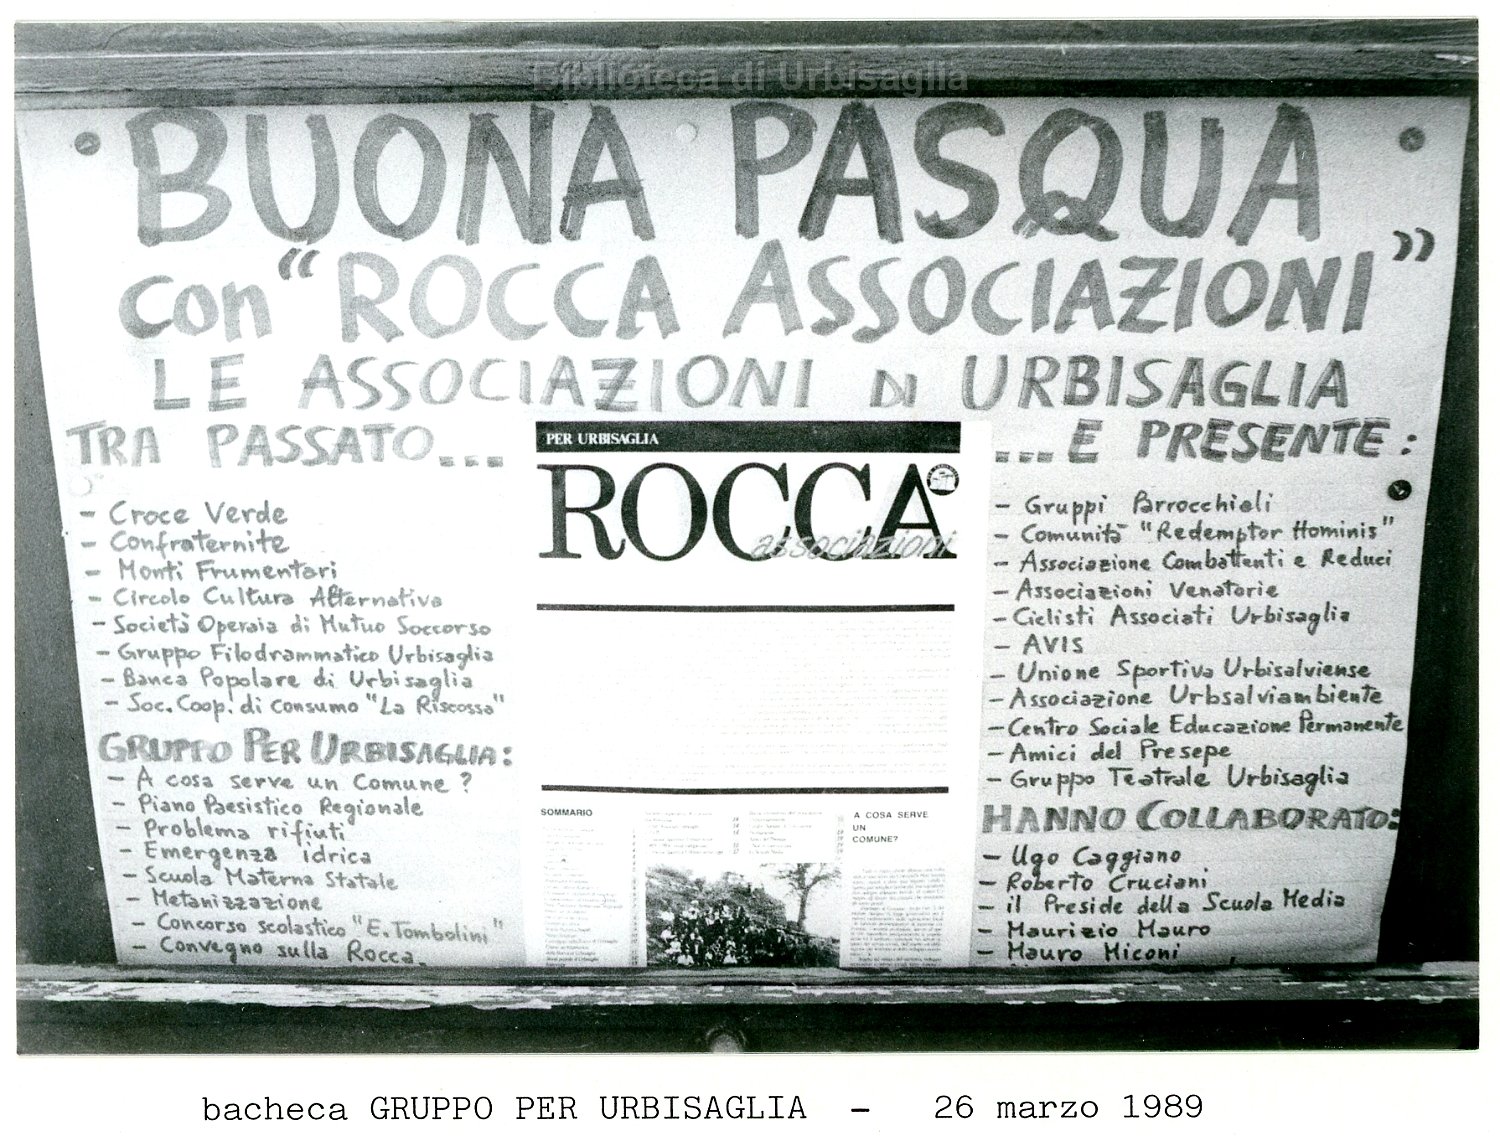 Biblioteca di Urbisaglia
BUONA PASQUA
con "ROCCA ASSOCIAZIONI"
LE ASSOCIAZIONI DI URBISAGLIA
TRA PASSATO...
- Croce Verde
- Confraternite
- Monti Frumentari
- Circolo Cultura Alternativa
- Società Operaia di Mutuo Soccorso
- Gruppo Filodrammatico Urbisaglia
- Banca Popolare di Urbisaglia
- Soc. Coop. di consumo "La Riscossa"
GRUPPO PER URBISAGLIA:
- A cosa serve un Comune?
- Piano Paesistico Regionale
- Problema rifiuti
- Emergenza idrica
- Scuola Materna Statale
- Metanizzazione
- Concorso scolastico "E. Tombolini"
- Convegno sulla Rocca.
PER URBISAGLIA
ROCCA
associazioni
SOMMARIO
A COSA SERVE
UN
COMUNE?
...E PRESENTE:
- Gruppi Parrocchiali
- Comunità "Redemptor Hominis"
- Associazione Combattenti e Reduci
- Associazioni Venatorie
- Ciclisti Associati Urbisaglia
- AVIS
- Unione Sportiva Urbisalviense
- Associazione Urbsalviambiente
- Centro Sociale Educazione Permanente
- Amici del Presepe
- Gruppo Teatrale Urbisaglia
HANNO COLLABORATO:
- Ugo Caggiano
- Roberto Cruciani
- il Preside della Scuola Media
- Maurizio Mauro
- Mauro Miconi
bacheca GRUPPO PER URBISAGLIA - 26 marzo 1989